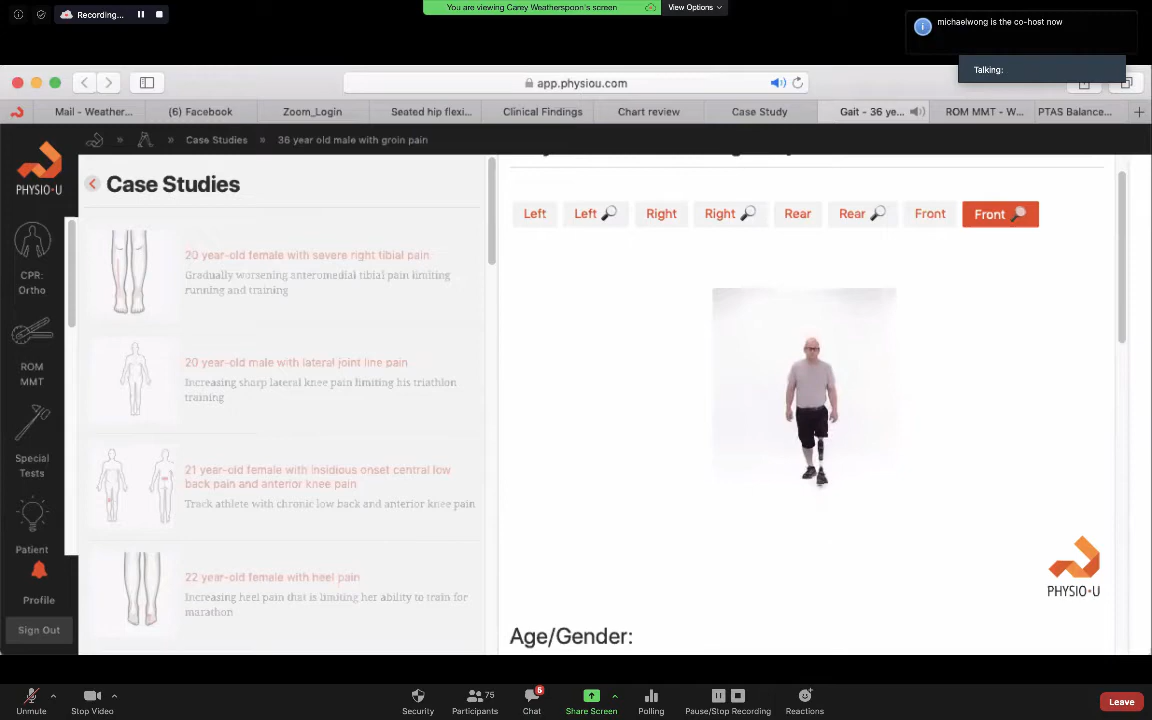 Recording...
You are viewing Carey Weatherspoon's screen
View Options
michaelwong is the co-host now
Talking:
app.physiou.com
Mail - Weather...
(6) Facebook
Zoom_Login
Seated hip flexi...
Clinical Findings
Chart review
Case Study
Gait - 36 ye...
ROM MMT - W...
PTAS Balance...
» » Case Studies » 36 year old male with groin pain
PHYSIO·U
CPR:
Ortho
ROM
MMT
Special
Tests
Patient
Profile
Sign Out
Case Studies
20 year-old female with severe right tibial pain
Gradually worsening anteromedial tibial pain limiting
running and training
20 year-old male with lateral joint line pain
Increasing sharp lateral knee pain limiting his triathlon
training
21 year-old female with insidious onset central low
back pain and anterior knee pain
Track athlete with chronic low back and anterior knee pain
22 year-old female with heel pain
Increasing heel pain that is limiting her ability to train for
marathon
Left
Left
Right
Right
Rear
Rear
Front
Front
PHYSIO·U
Age/Gender:
Unmute
Stop Video
Security
75
Participants
6
Chat
Share Screen
Polling
Pause/Stop Recording
Reactions
Leave